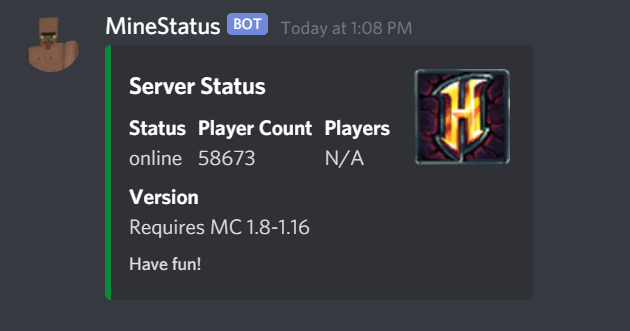 MineStatus BOT Today at 1:08 PM
Server Status
H
Status Player Count Players
online 58673 N/A
Version
Requires MC 1.8-1.16
Have fun!